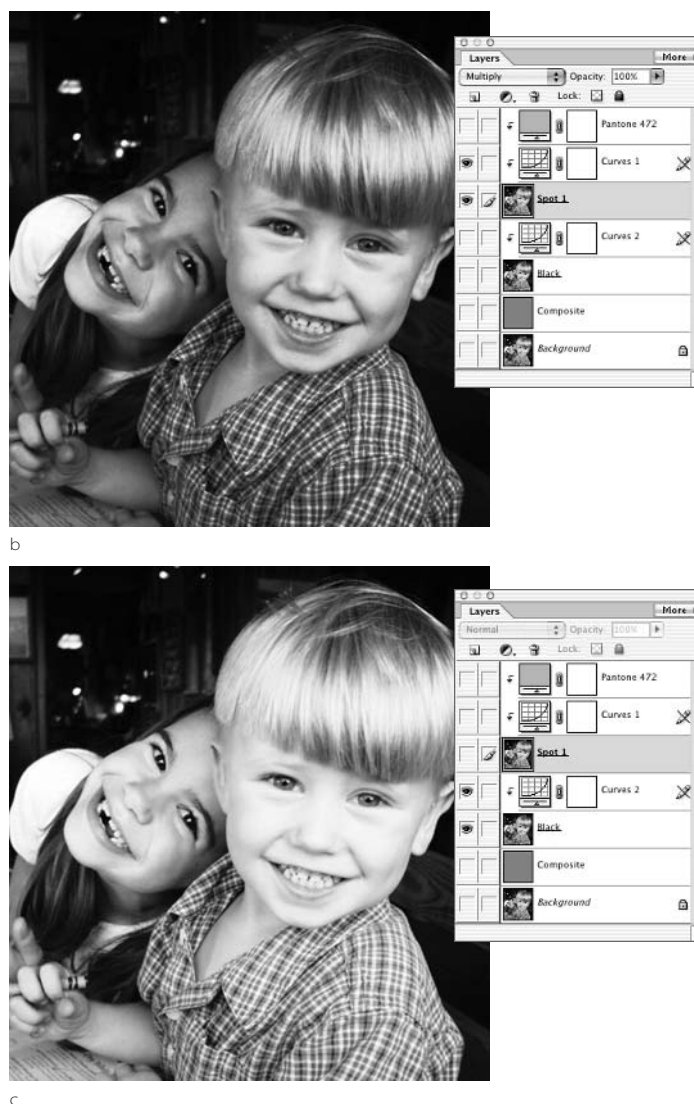 Layers
More
Multiply
Opacity: 100%
Lock:
Pantone 472
Curves 1
Spot 1
Curves 2
Black
Composite
Background
b
Layers
More
Normal
Opacity: 100%
Lock:
Pantone 472
Curves 1
Spot 1
Curves 2
Black
Composite
Background
c